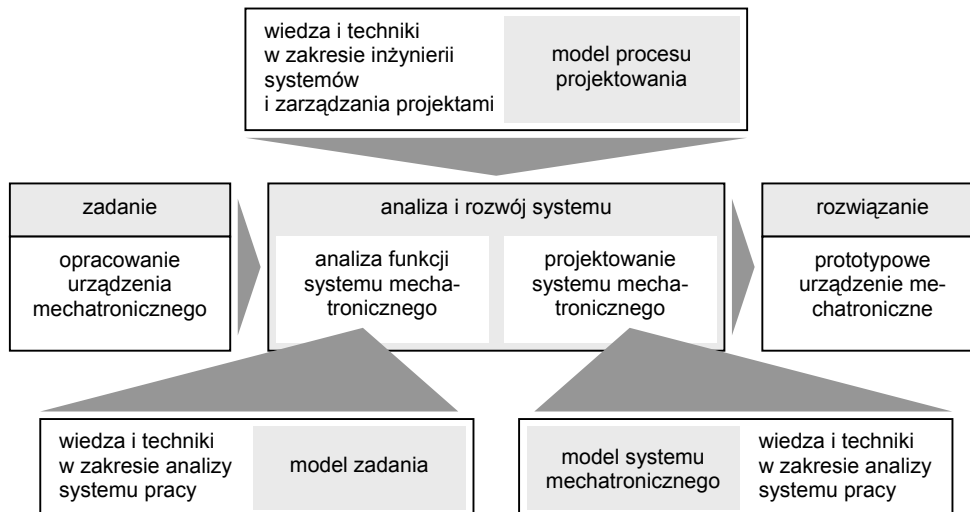 wiedza i techniki
w zakresie inżynierii
systemów
i zarządzania projektami
model procesu
projektowania
zadanie
opracowanie
urządzenia
mechatronicznego
analiza i rozwój systemu
analiza funkcji
systemu mecha-
tronicznego
projektowanie
systemu mecha-
tronicznego
rozwiązanie
prototypowe
urządzenie me-
chatroniczne
wiedza i techniki
w zakresie analizy
systemu pracy
model zadania
model systemu
mechatronicznego
wiedza i techniki
w zakresie analizy
systemu pracy